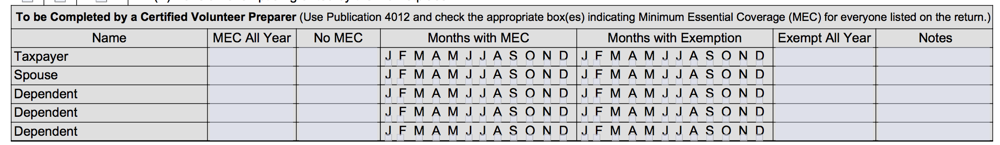 To be Completed by a Certified Volunteer Preparer (Use Publication 4012 and check the appropriate box(es) indicating Minimum Essential Coverage (MEC) for everyone listed on the return.)
Name MEC All Year No MEC Months with MEC Months with Exemption Exempt All Year Notes
Taxpayer J F M A M J J A S O N D J F M A M J J A S O N D
Spouse J F M A M J J A S O N D J F M A M J J A S O N D
Dependent J F M A M J J A S O N D J F M A M J J A S O N D
Dependent J F M A M J J A S O N D J F M A M J J A S O N D
Dependent J F M A M J J A S O N D J F M A M J J A S O N D